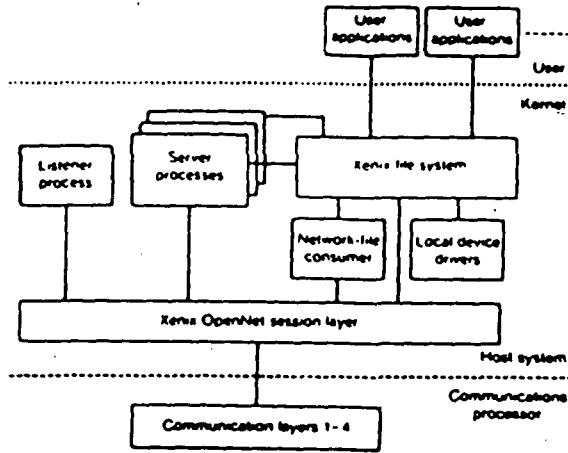 User
applications
User
applications
User
Kernel
Listener
process
Server
processes
Xenix file system
Network-file
consumer
Local device
drivers
Xenix OpenNet session layer
Host system
Communications
processor
Communication layers 1-4